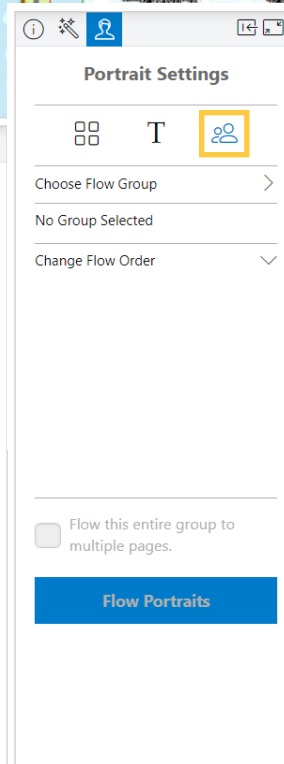 Portrait Settings
T
Choose Flow Group
No Group Selected
Change Flow Order
Flow this entire group to
multiple pages.
Flow Portraits